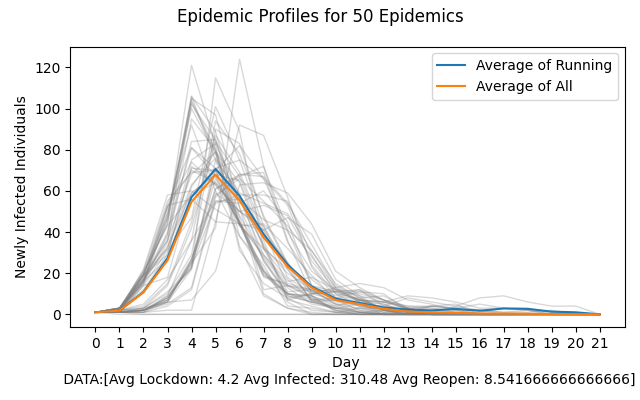 Epidemic Profiles for 50 Epidemics
Average of Running
Average of All
Newly Infected Individuals
120
100
80
60
40
20
0
0 1 2 3 4 5 6 7 8 9 10 11 12 13 14 15 16 17 18 19 20 21
Day
DATA:[Avg Lockdown: 4.2 Avg Infected: 310.48 Avg Reopen: 8.541666666666666]